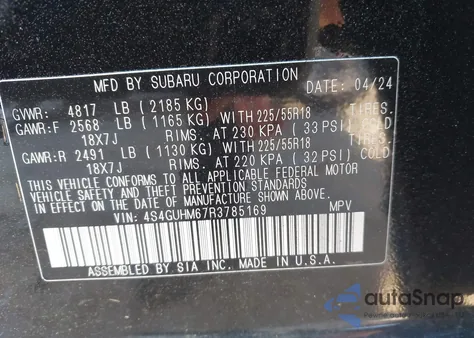 MFD BY SUBARU CORPORATION DATE: 04/24
GVWR: 4817 LB (2185 KG)
GAWR:F 2568 LB (1165 KG) WITH 225/55R18 TIRES,
18X7J RIMS, AT 230 KPA (33 PSI) COLD
GAWR:R 2491 LB (1130 KG) WITH 225/55R18 TIRES,
18X7J RIMS, AT 220 KPA (32 PSI) COLD
THIS VEHICLE CONFORMS TO ALL APPLICABLE FEDERAL MOTOR
VEHICLE SAFETY, BUMPER, AND THEFT PREVENTION STANDARDS
IN EFFECT ON THE DATE OF MANUFACTURE SHOWN ABOVE.
VIN: 4S4GUHM67R3785169 MPV
ASSEMBLED BY SIA INC. MADE IN U.S.A.
autoSnap